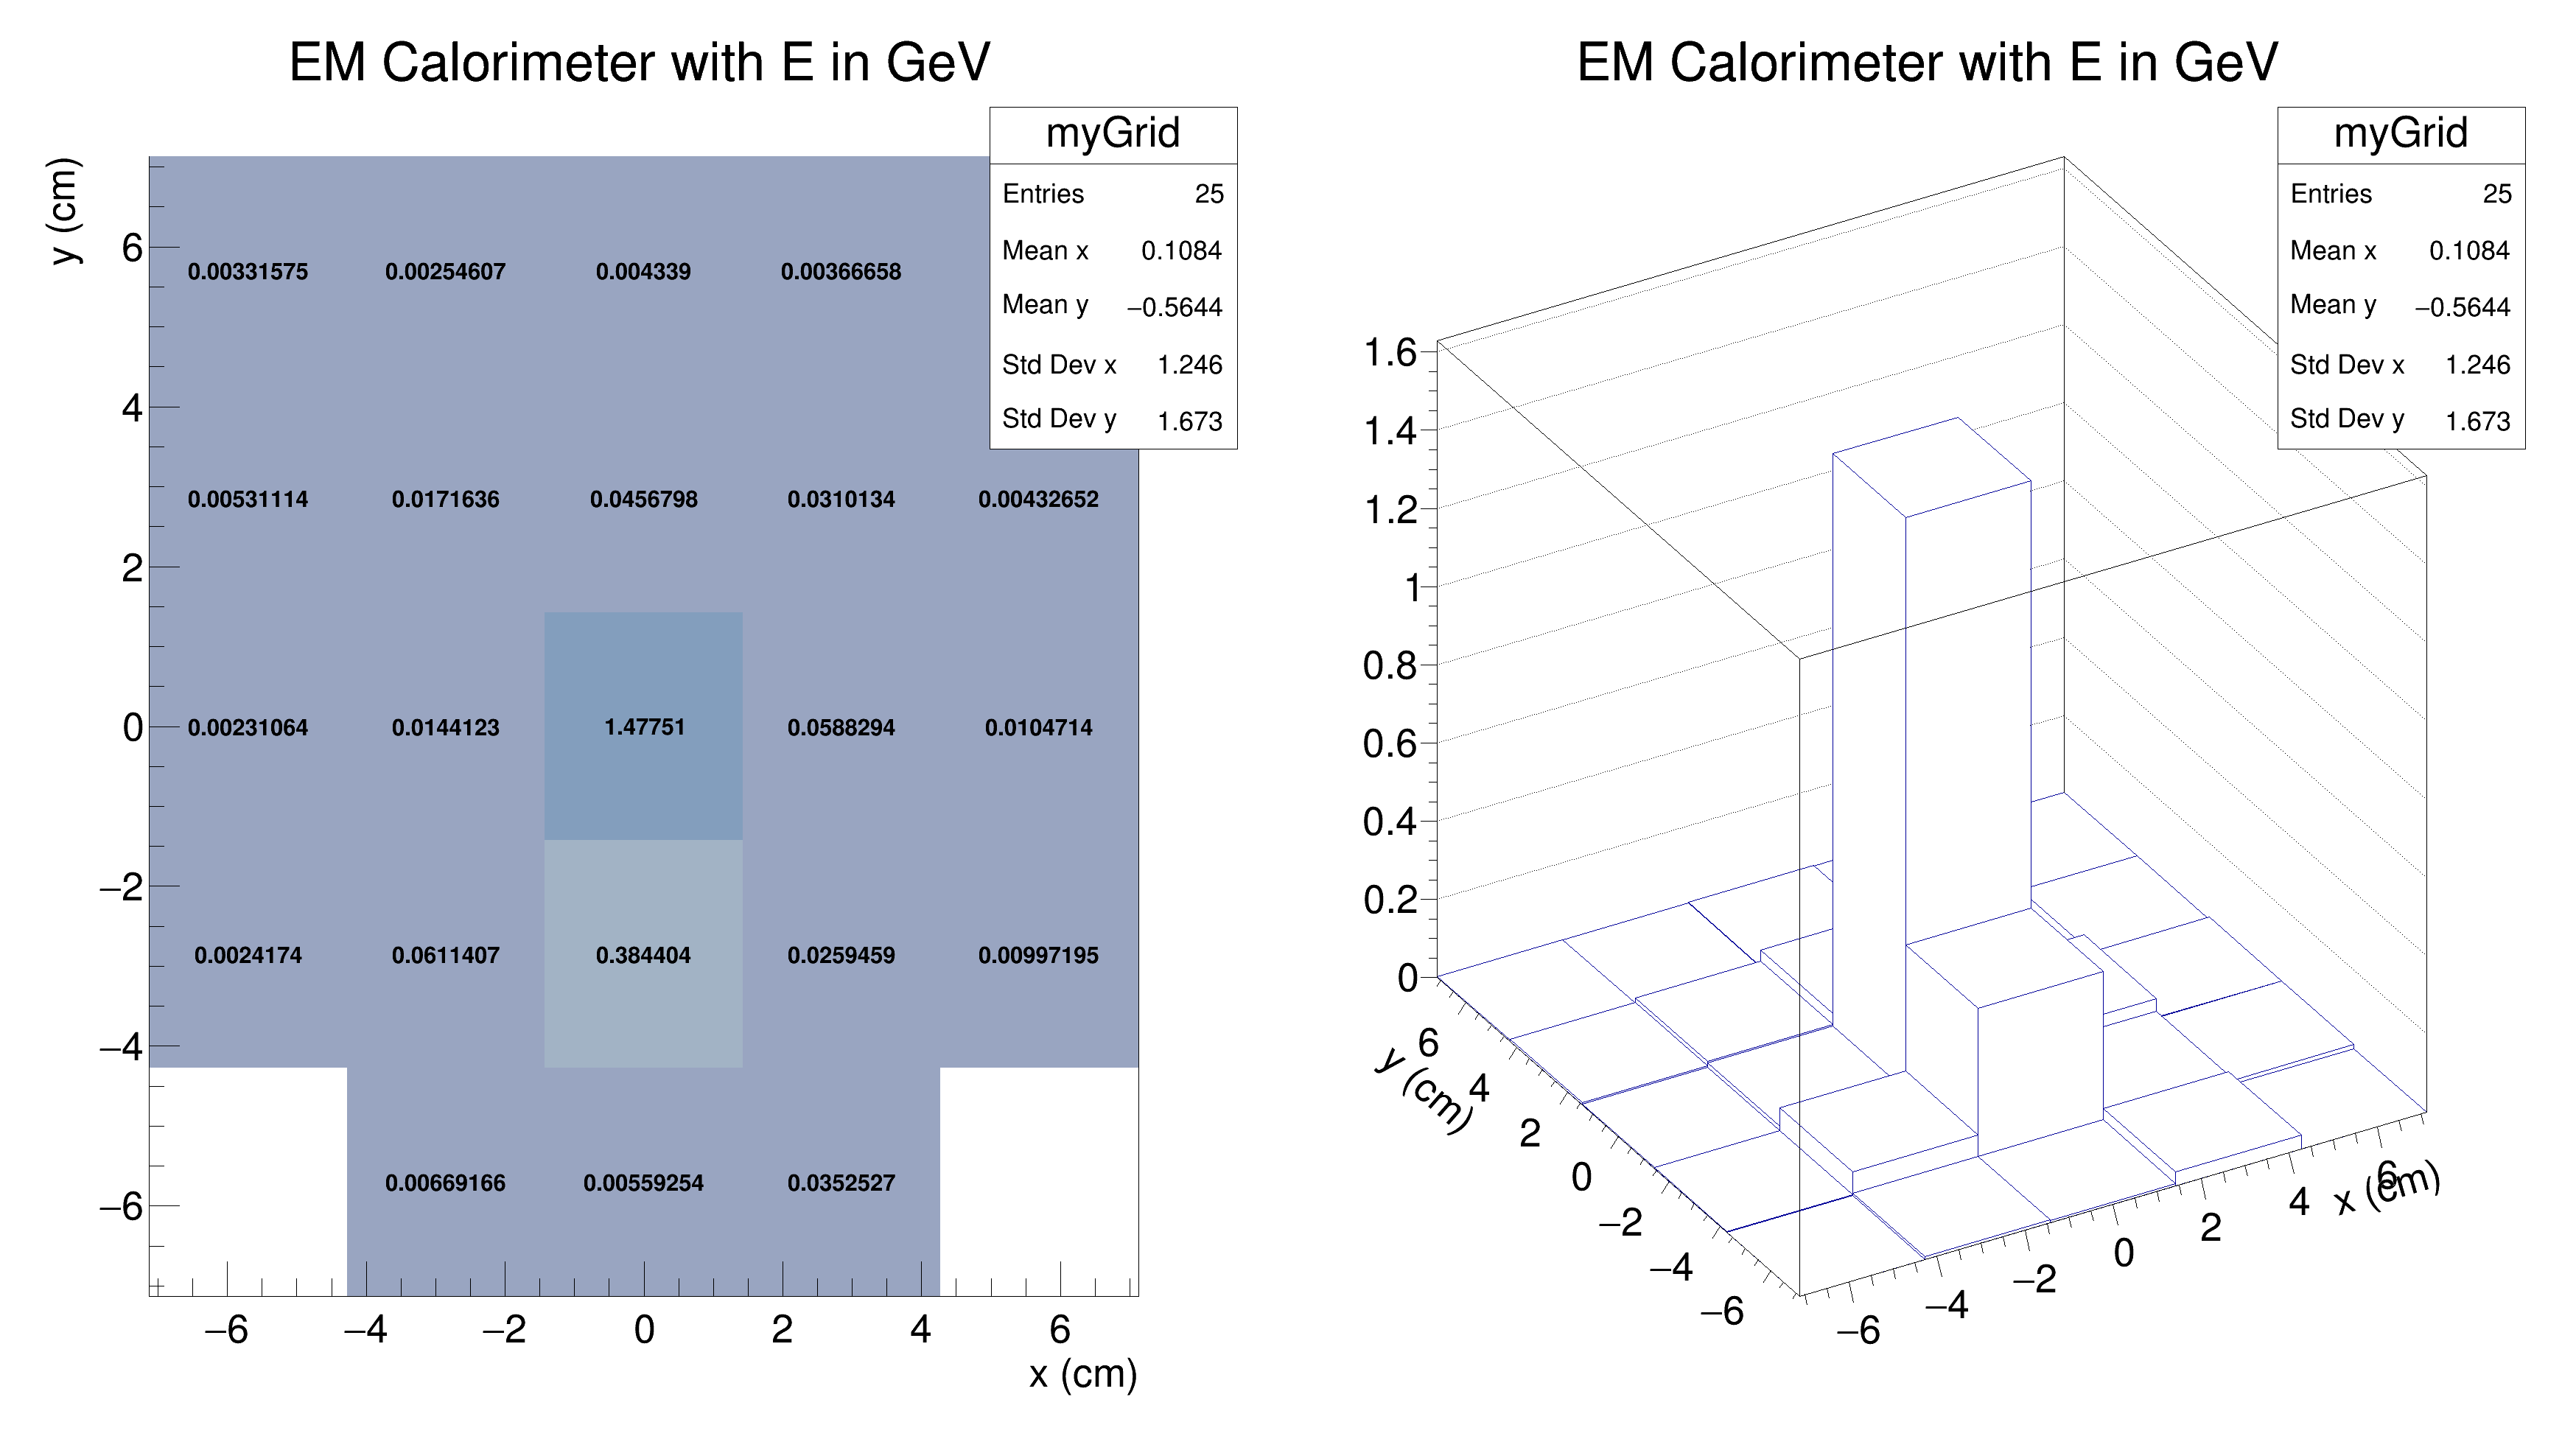 EM Calorimeter with E in GeV
myGrid
Entries 25
Mean x 0.1084
Mean y −0.5644
Std Dev x 1.246
Std Dev y 1.673
y (cm)
6
4
2
0
−2
−4
−6
0.00331575 0.00254607 0.004339 0.00366658
0.00531114 0.0171636 0.0456798 0.0310134 0.00432652
0.00231064 0.0144123 1.47751 0.0588294 0.0104714
0.0024174 0.0611407 0.384404 0.0259459 0.00997195
0.00669166 0.00559254 0.0352527
−6 −4 −2 0 2 4 6
x (cm)
EM Calorimeter with E in GeV
myGrid
Entries 25
Mean x 0.1084
Mean y −0.5644
Std Dev x 1.246
Std Dev y 1.673
1.6
1.4
1.2
1
0.8
0.6
0.4
0.2
0
6
4
2
0
−2
−4
−6
y (cm)
−6
−4
−2
0
2
4
6
x (cm)